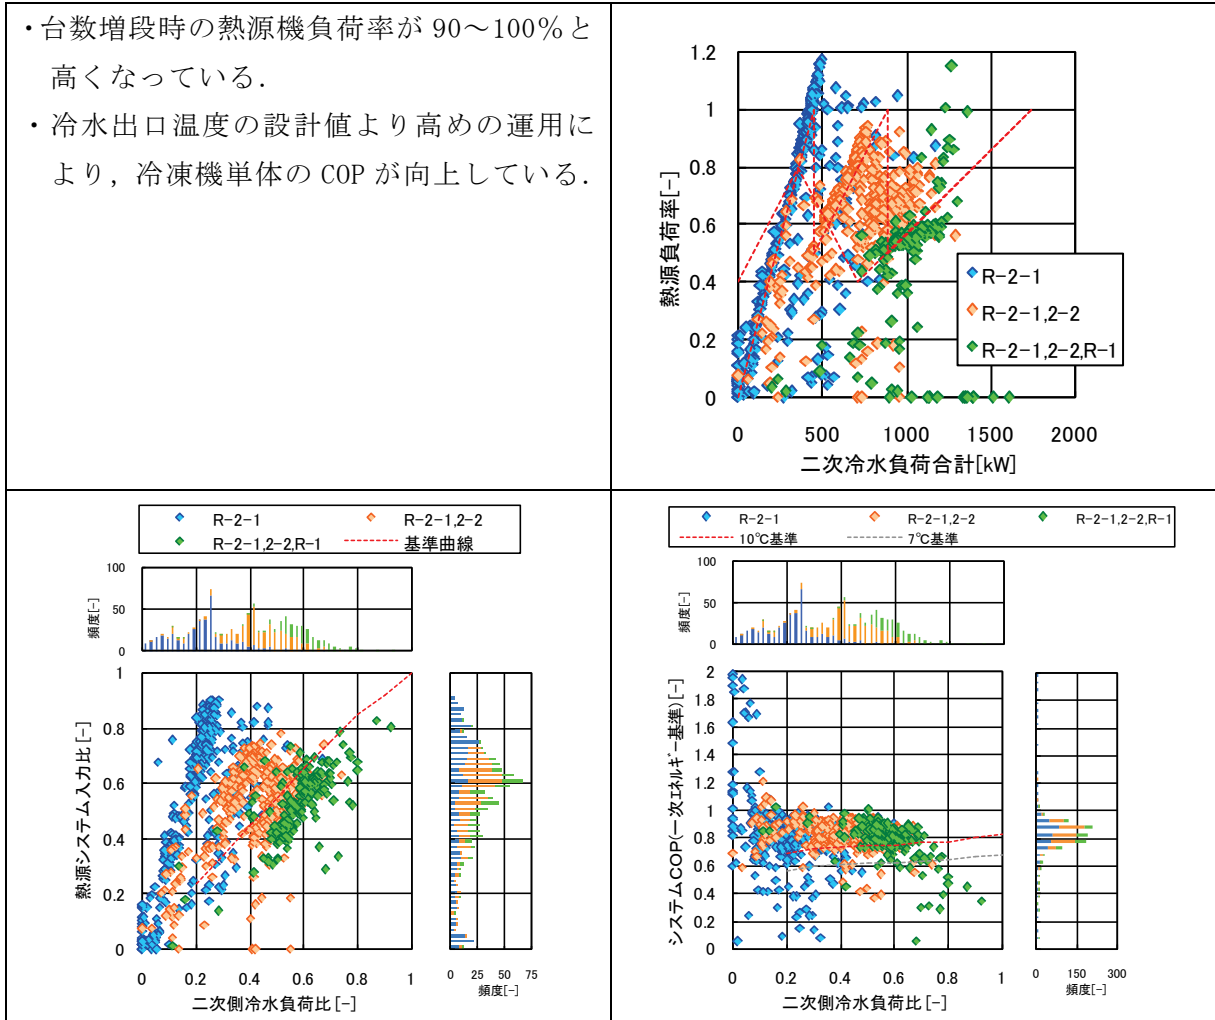 ・台数増段時の熱源機負荷率が 90～100％と
高くなっている．
・冷水出口温度の設計値より高めの運用に
より，冷凍機単体の COP が向上している．
1.2
1
0.8
0.6
0.4
0.2
0
熱源負荷率[-]
R-2-1
R-2-1,2-2
R-2-1,2-2,R-1
0 500 1000 1500 2000
二次冷水負荷合計[kW]
R-2-1 R-2-1,2-2
R-2-1,2-2,R-1 基準曲線
100
50
0
頻度[-]
1
0.8
0.6
0.4
0.2
0
熱源システム入力比[-]
0 0.2 0.4 0.6 0.8 1
二次側冷水負荷比[-]
0 25 50 75
頻度[-]
R-2-1 R-2-1,2-2 R-2-1,2-2,R-1
10℃基準 7℃基準
100
50
0
頻度[-]
2
1.8
1.6
1.4
1.2
1
0.8
0.6
0.4
0.2
0
システムCOP(一次エネルギー基準)[-]
0 0.2 0.4 0.6 0.8 1
二次側冷水負荷比[-]
0 150 300
頻度[-]